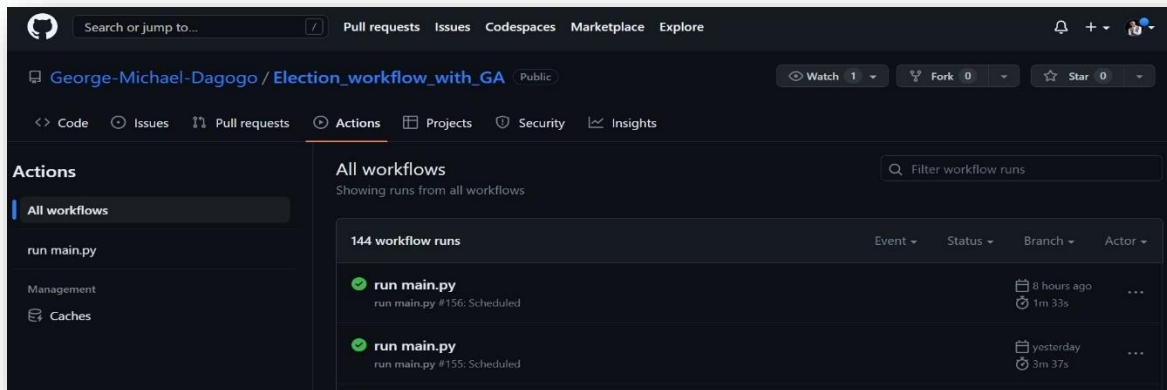 Search or jump to... / Pull requests Issues Codespaces Marketplace Explore
George-Michael-Dagogo / Election_workflow_with_GA Public Watch 1 Fork 0 Star 0
<> Code Issues Pull requests Actions Projects Security Insights
Actions
All workflows
run main.py
Management
Caches
All workflows
Showing runs from all workflows
Filter workflow runs
144 workflow runs Event Status Branch Actor
run main.py
run main.py #156: Scheduled
8 hours ago
1m 33s
run main.py
run main.py #155: Scheduled
yesterday
3m 37s